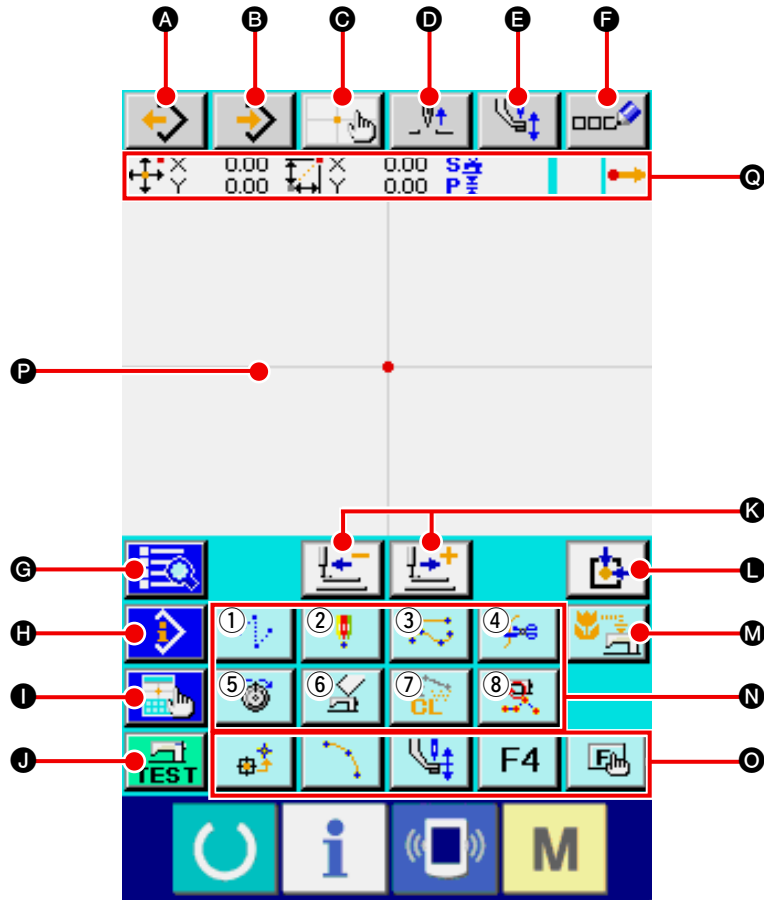 A B C D E F
X 0.00 X 0.00 S
Y 0.00 Y 0.00 P
Q
P
K
G L
H 1 2 3 4 M
I 5 6 7 CL 8 N
J TEST F4 F O
i M